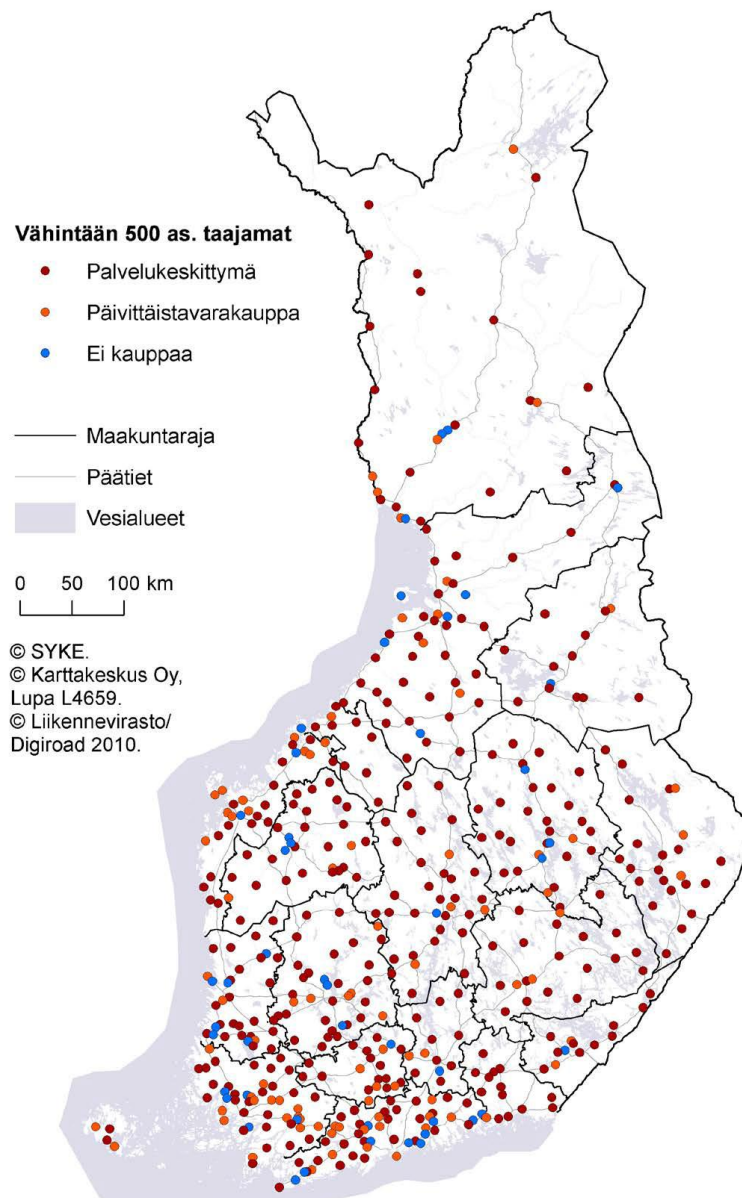 Vähintään 500 as. taajamat
Palvelukeskittymä
Päivittäistavarakauppa
Ei kauppaa
Maakuntaraja
Päätiet
Vesialueet
0 50 100 km
© SYKE.
© Karttakeskus Oy,
Lupa L4659.
© Liikennevirasto/
Digiroad 2010.